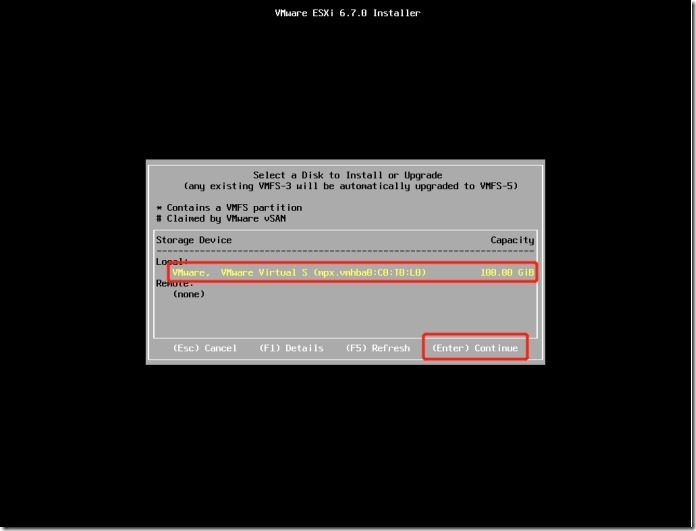 VMware ESXi 6.7.0 Installer
Select a Disk to Install or Upgrade
(any existing VMFS-3 will be automatically upgraded to VMFS-5)
* Contains a VMFS partition
# Claimed by VMware vSAN
Storage Device Capacity
Local:
VMware, VMware Virtual S (mpx.vmhba0:C0:T0:L0) 100.00 GiB
Remote:
(none)
(Esc) Cancel (F1) Details (F5) Refresh (Enter) Continue